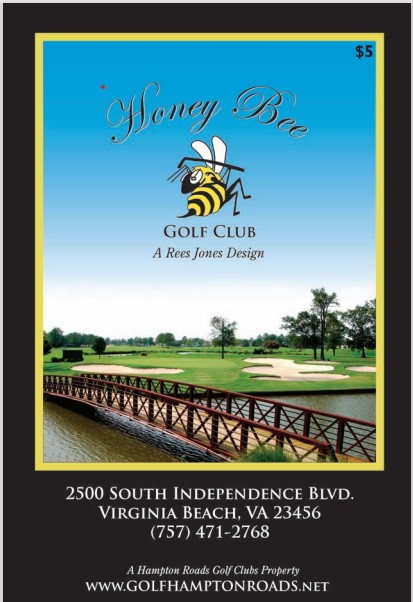 $5
Honey Bee
GOLF CLUB
A Rees Jones Design
2500 SOUTH INDEPENDENCE BLVD.
VIRGINIA BEACH, VA 23456
(757) 471-2768
A Hampton Roads Golf Clubs Property
WWW.GOLFHAMPTONROADS.NET